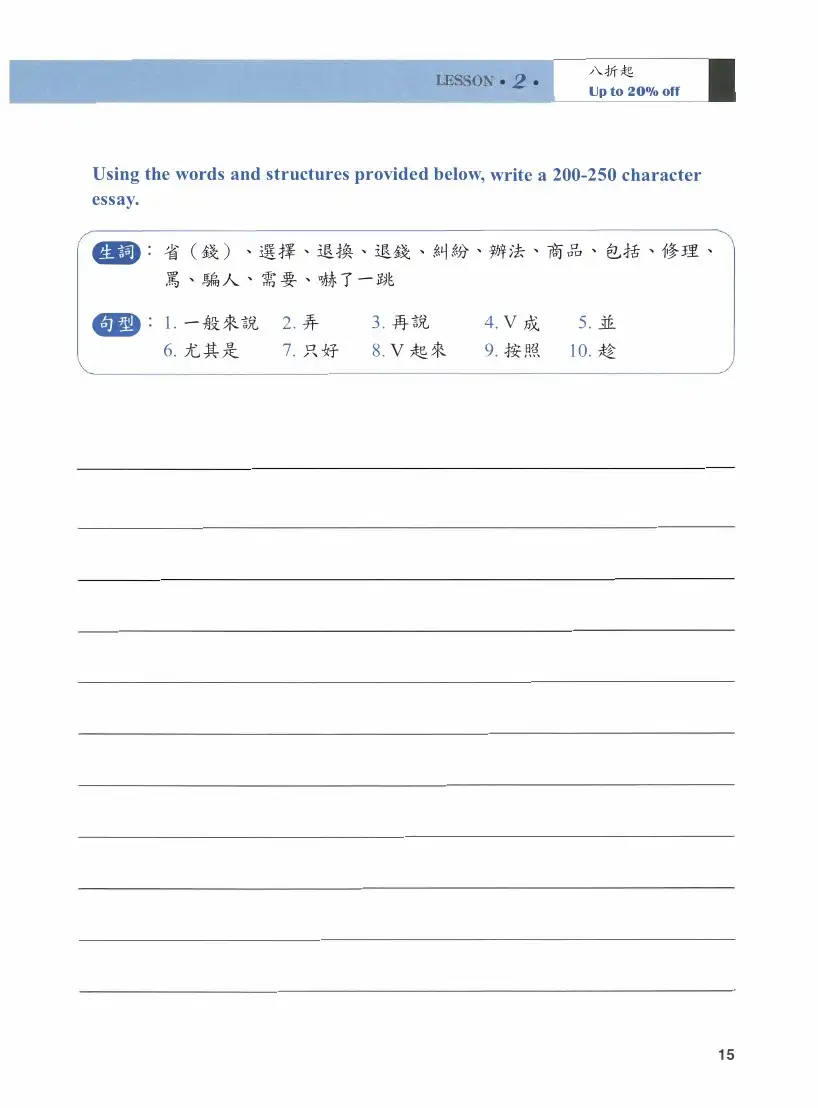 LESSON • 2 •
八折起
Up to 20% off
Using the words and structures provided below, write a 200-250 character
essay.
生詞：省（錢）、選擇、退換、退錢、糾紛、辦法、商品、包括、修理、
罵、騙人、需要、嚇了一跳
句型：1. 一般來說 2. 弄 3. 再說 4. V 成 5. 並
6. 尤其是 7. 只好 8. V 起來 9. 按照 10. 趁
15